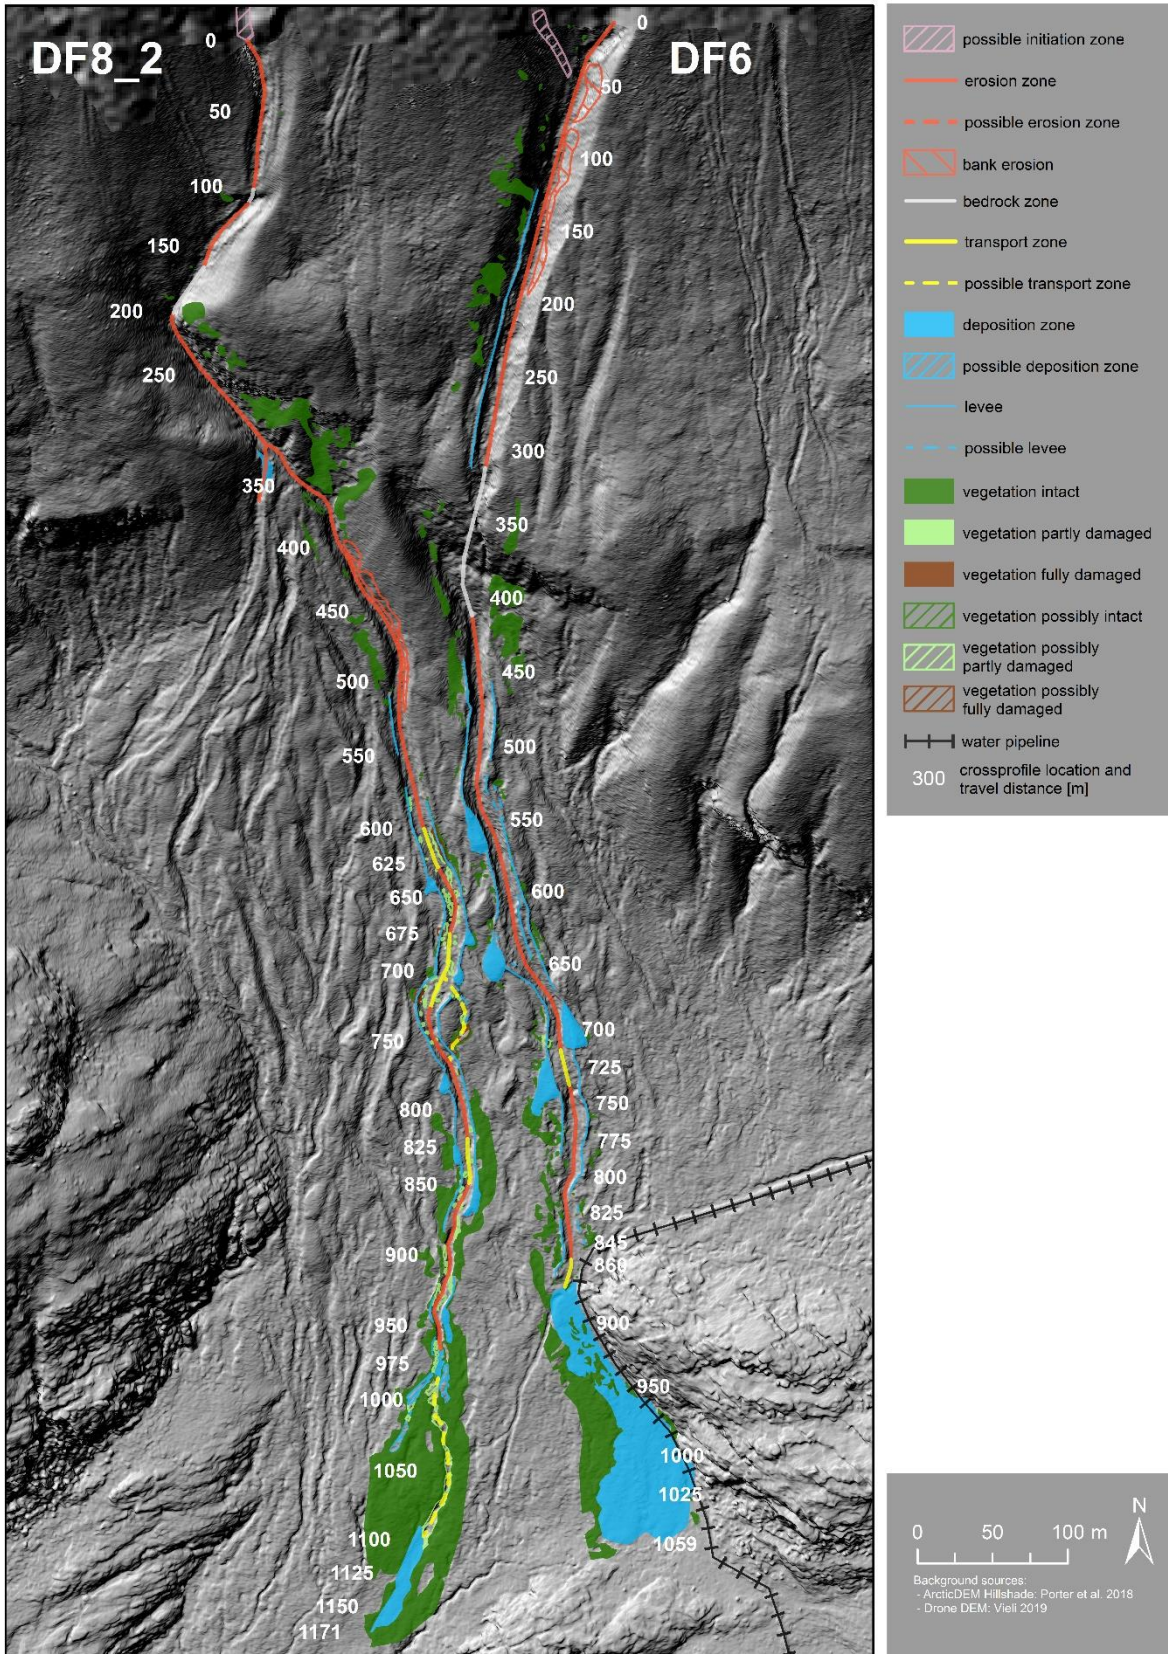 DF8_2
DF6
0
50
100
150
200
250
350
400
450
500
550
600
625
650
675
700
750
800
825
850
900
950
975
1000
1050
1100
1125
1150
1171
0
50
100
150
200
250
300
350
400
450
500
550
600
650
700
725
750
775
800
825
845
860
900
950
1000
1025
1059
possible initiation zone
erosion zone
possible erosion zone
bank erosion
bedrock zone
transport zone
possible transport zone
deposition zone
possible deposition zone
levee
possible levee
vegetation intact
vegetation partly damaged
vegetation fully damaged
vegetation possibly intact
vegetation possibly
partly damaged
vegetation possibly
fully damaged
water pipeline
300 crossprofile location and
travel distance [m]
N
0 50 100 m
Background sources:
- ArcticDEM Hillshade: Porter et al. 2018
- Drone DEM: Vieli 2019